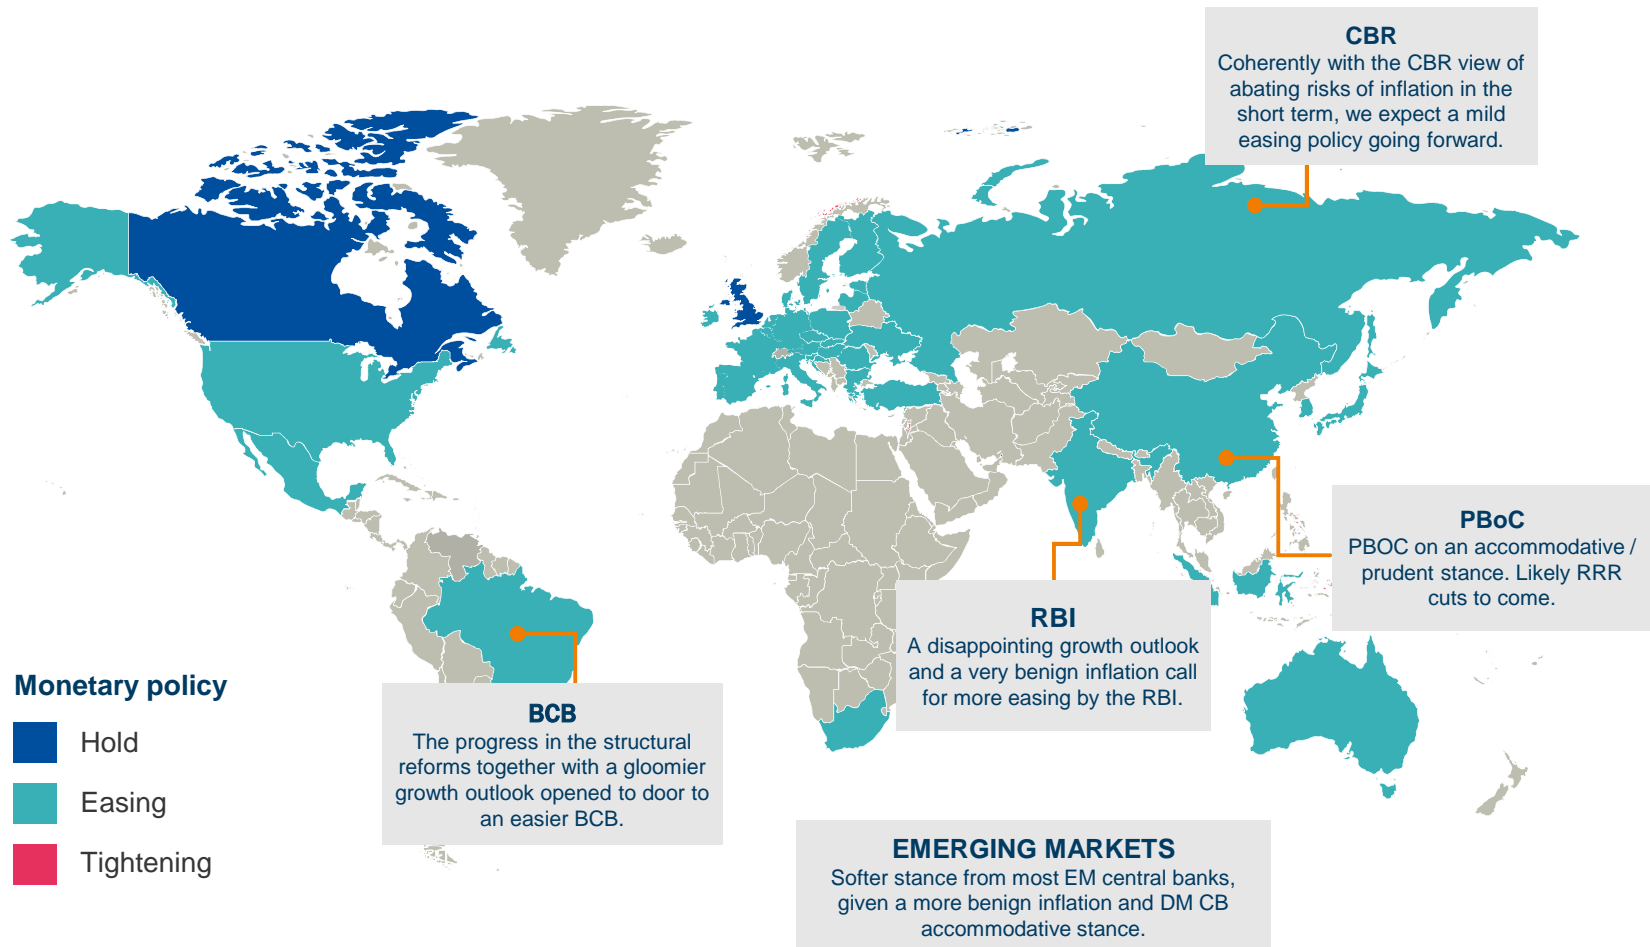 CBR
Coherently with the CBR view of
abating risks of inflation in the
short term, we expect a mild
easing policy going forward.
PBoC
PBOC on an accommodative /
prudent stance. Likely RRR
cuts to come.
RBI
A disappointing growth outlook
and a very benign inflation call
for more easing by the RBI.
Monetary policy
Hold
Easing
Tightening
BCB
The progress in the structural
reforms together with a gloomier
growth outlook opened to door to
an easier BCB.
EMERGING MARKETS
Softer stance from most EM central banks,
given a more benign inflation and DM CB
accommodative stance.